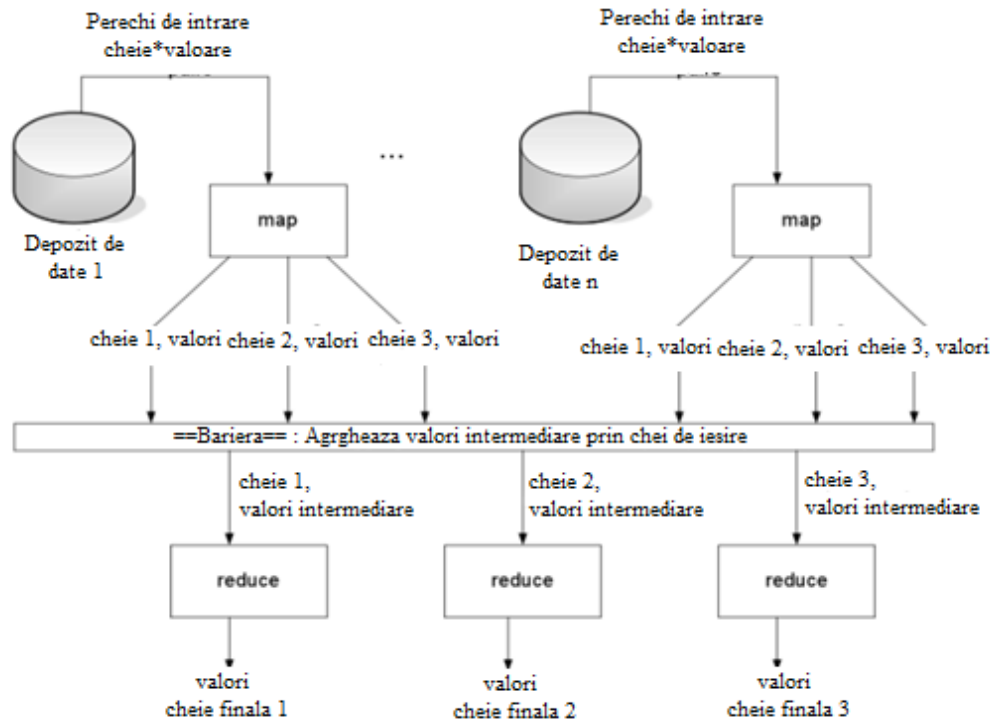 Perechi de intrare
cheie*valoare
Perechi de intrare
cheie*valoare
...
map
map
Depozit de
date 1
Depozit de
date n
cheie 1, valori
cheie 2, valori
cheie 3, valori
cheie 1, valori
cheie 2, valori
cheie 3, valori
==Bariera== : Agrgheaza valori intermediare prin chei de iesire
cheie 1,
valori intermediare
cheie 2,
valori intermediare
cheie 3,
valori intermediare
reduce
reduce
reduce
valori
cheie finala 1
valori
cheie finala 2
valori
cheie finala 3